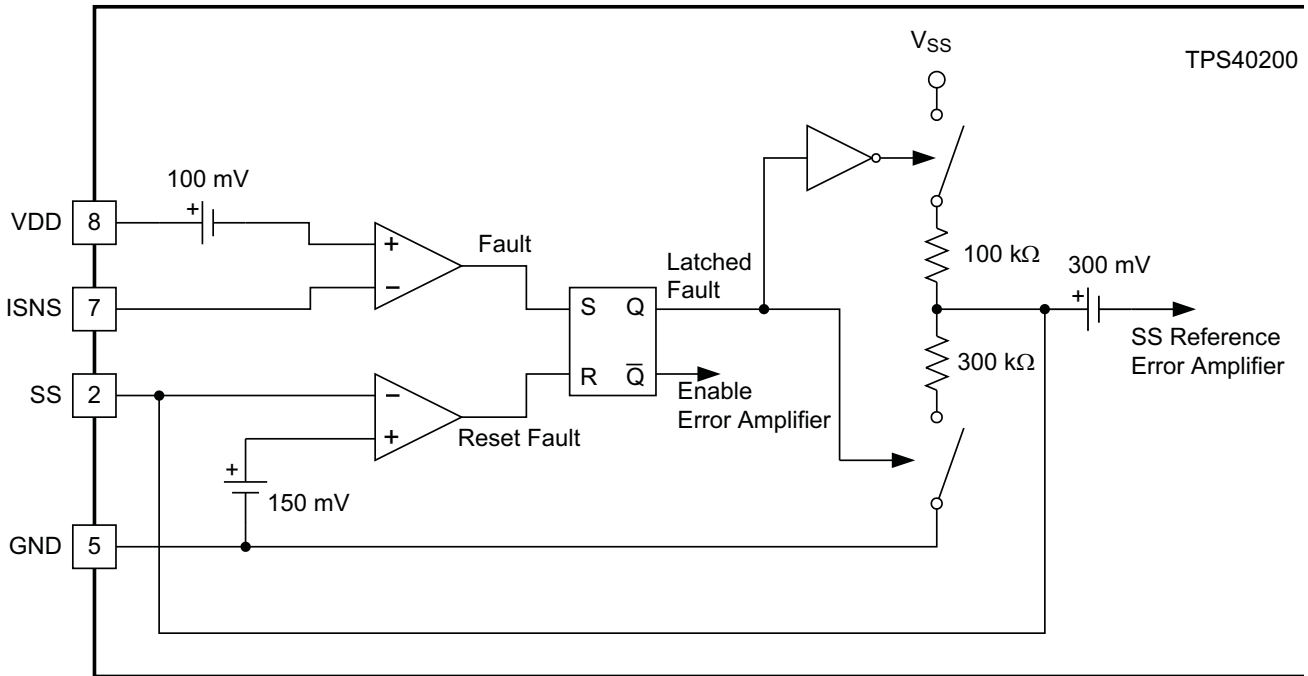 V_SS
TPS40200
100 mV
VDD 8
+
+
Fault
Latched
Fault
100 kΩ
300 mV
+
ISNS 7
−
S Q
SS Reference
Error Amplifier
300 kΩ
SS 2
−
R Q̅
Enable
Error Amplifier
+
Reset Fault
+
150 mV
GND 5